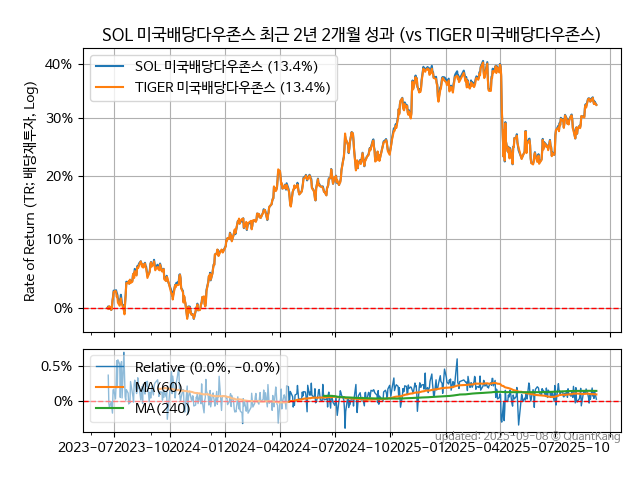 SOL 미국배당다우존스 최근 2년 2개월 성과 (vs TIGER 미국배당다우존스)
SOL 미국배당다우존스 (13.4%)
TIGER 미국배당다우존스 (13.4%)
Rate of Return (TR: 배당재투자, Log)
40%
30%
20%
10%
0%
Relative (0.0%, −0.0%)
MA(60)
MA(240)
0.5%
0%
2023-07
2023-10
2024-01
2024-04
2024-07
2024-10
2025-01
2025-04
2025-07
2025-10
updated: 2025-09-08 © QuantKang